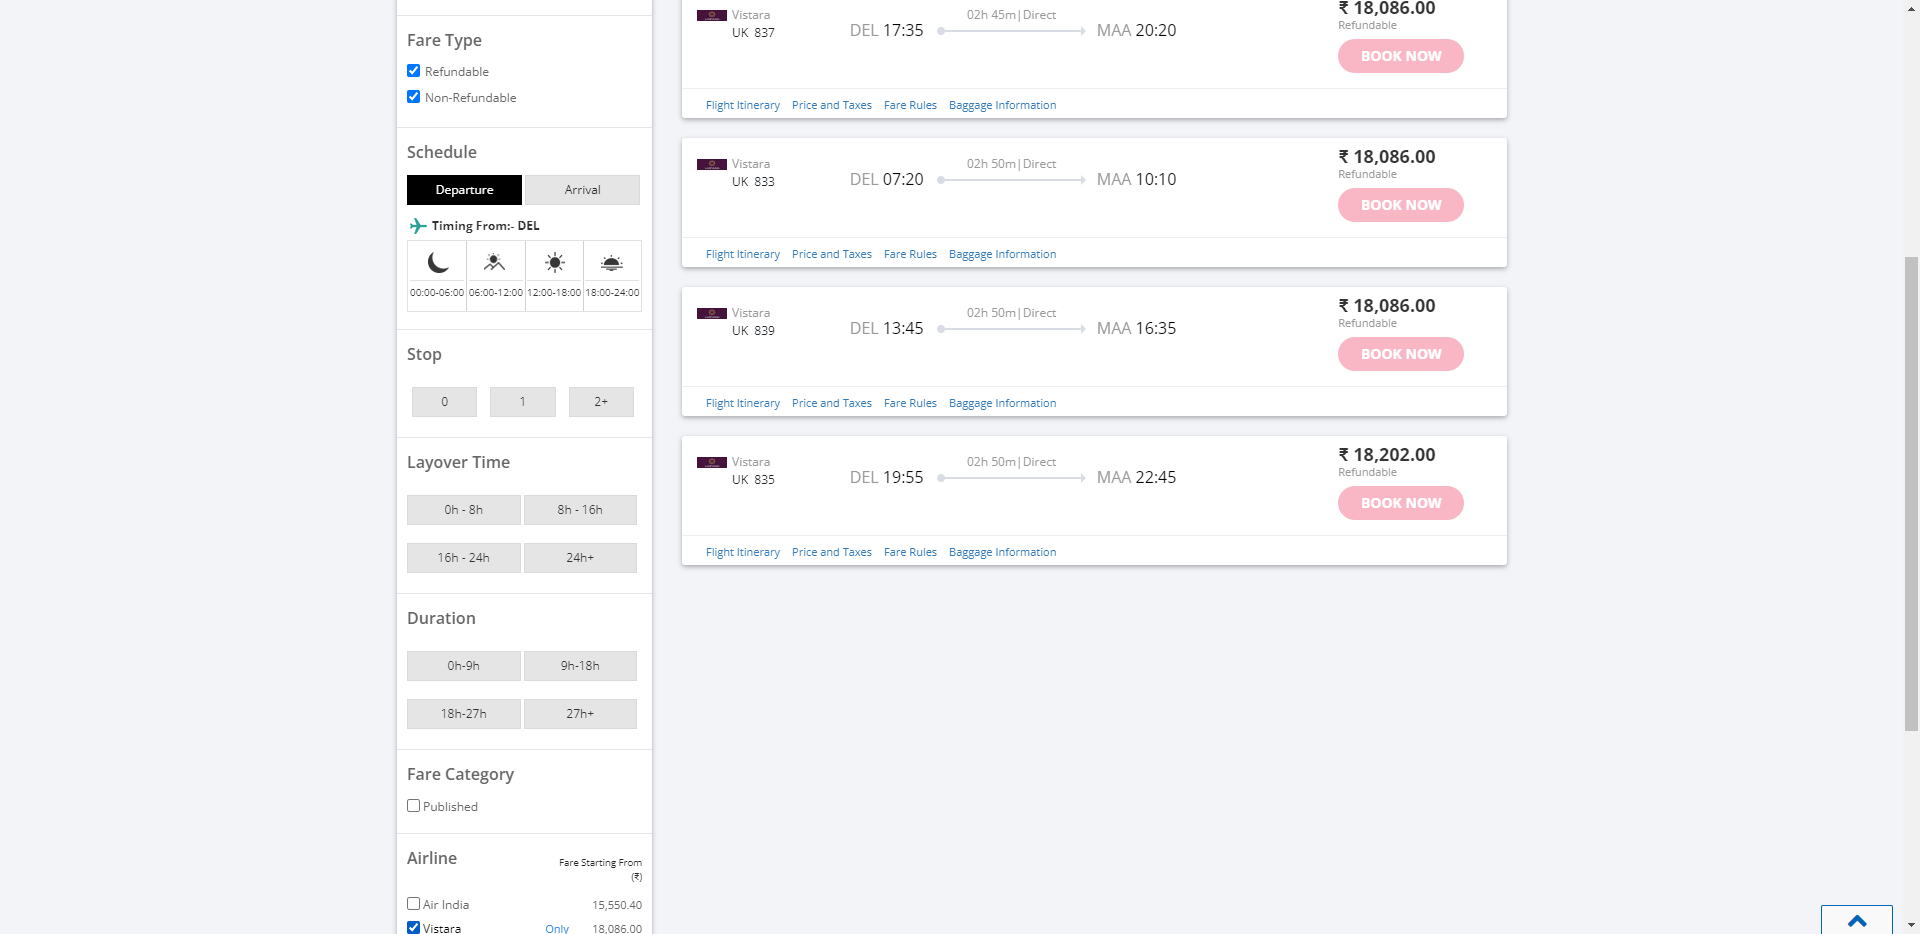 Fare Type
Refundable
Non-Refundable
Schedule
Departure Arrival
Timing From:- DEL
00:00-06:00 06:00-12:00 12:00-18:00 18:00-24:00
Stop
0 1 2+
Layover Time
0h - 8h 8h - 16h
16h - 24h 24h+
Duration
0h-9h 9h-18h
18h-27h 27h+
Fare Category
Published
Airline Fare Starting From
(₹)
Air India 15,550.40
Vistara Only 18,086.00
Vistara 02h 45m|Direct ₹ 18,086.00
UK 837 DEL 17:35 MAA 20:20 Refundable
BOOK NOW
Flight Itinerary Price and Taxes Fare Rules Baggage Information
Vistara 02h 50m|Direct ₹ 18,086.00
UK 833 DEL 07:20 MAA 10:10 Refundable
BOOK NOW
Flight Itinerary Price and Taxes Fare Rules Baggage Information
Vistara 02h 50m|Direct ₹ 18,086.00
UK 839 DEL 13:45 MAA 16:35 Refundable
BOOK NOW
Flight Itinerary Price and Taxes Fare Rules Baggage Information
Vistara 02h 50m|Direct ₹ 18,202.00
UK 835 DEL 19:55 MAA 22:45 Refundable
BOOK NOW
Flight Itinerary Price and Taxes Fare Rules Baggage Information